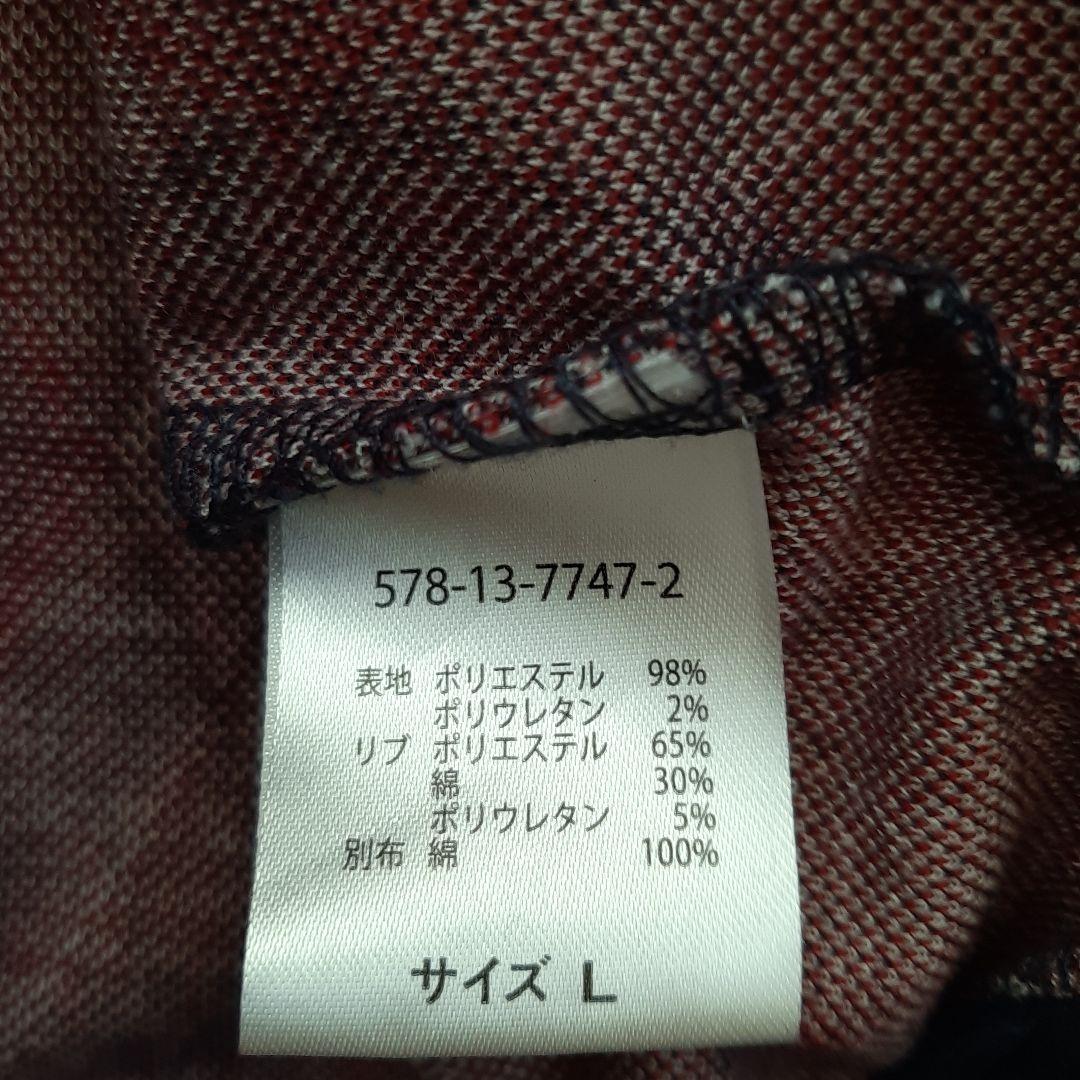 578-13-7747-2
表地 ポリエステル 98%
ポリウレタン 2%
リブ ポリエステル 65%
綿 30%
ポリウレタン 5%
別布 綿 100%
サイズ L